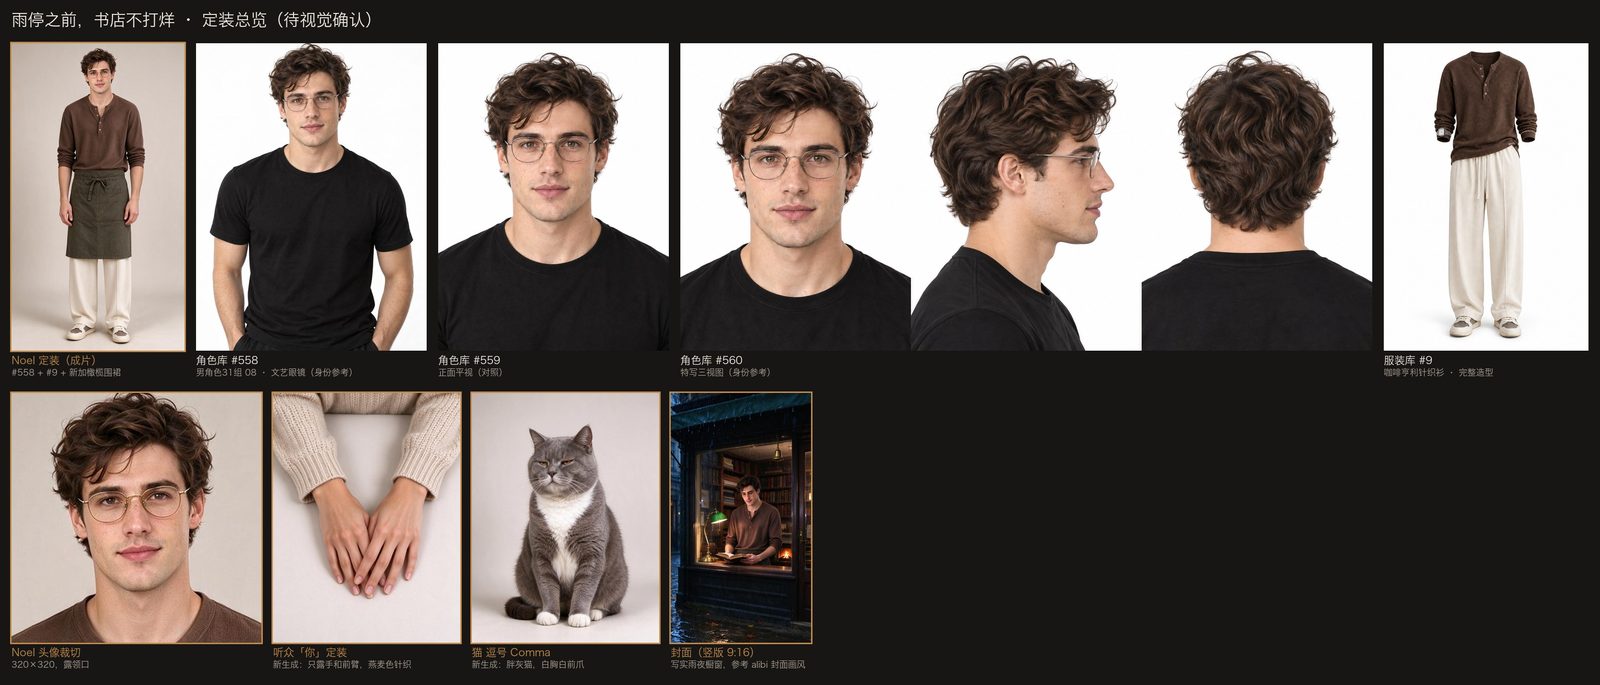 雨停之前，书店不打烊 · 定装总览（待视觉确认）
Noel 定装（成片）
#558 + #9 + 新加橄榄围裙
角色库 #558
男角色31组 08 · 文艺眼镜（身份参考）
角色库 #559
正面平视（对照）
角色库 #560
特写三视图（身份参考）
服装库 #9
咖啡亨利针织衫 · 完整造型
Noel 头像裁切
320×320，露领口
听众「你」定装
新生成：只露手和前臂，燕麦色针织
猫 逗号 Comma
新生成：胖灰猫，白胸白前爪
封面（竖版 9:16）
写实雨夜橱窗，参考 alibi 封面画风